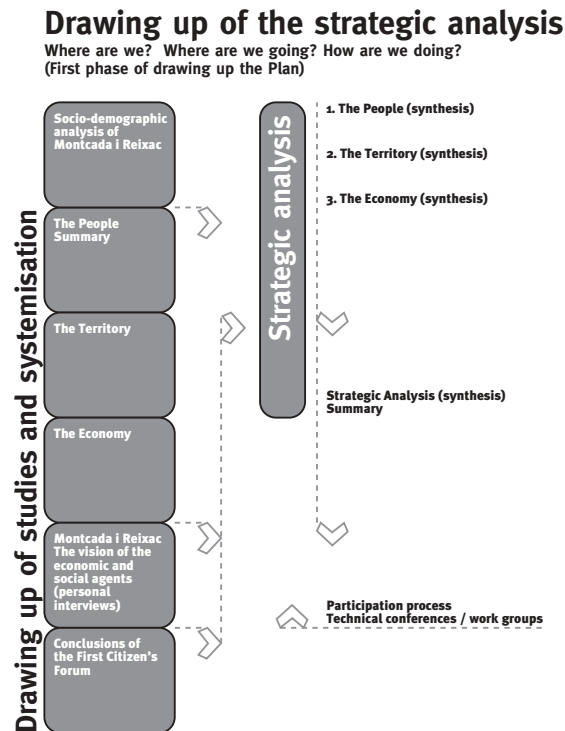 Drawing up of the strategic analysis
Where are we? Where are we going? How are we doing?
(First phase of drawing up the Plan)
Drawing up of studies and systemisation
Socio-demographic
analysis of
Montcada i Reixac
The People
Summary
The Territory
The Economy
Montcada i Reixac
The vision of the
economic and
social agents
(personal
interviews)
Conclusions of
the First Citizen's
Forum
Strategic analysis
1. The People (synthesis)
2. The Territory (synthesis)
3. The Economy (synthesis)
Strategic Analysis (synthesis)
Summary
Participation process
Technical conferences / work groups